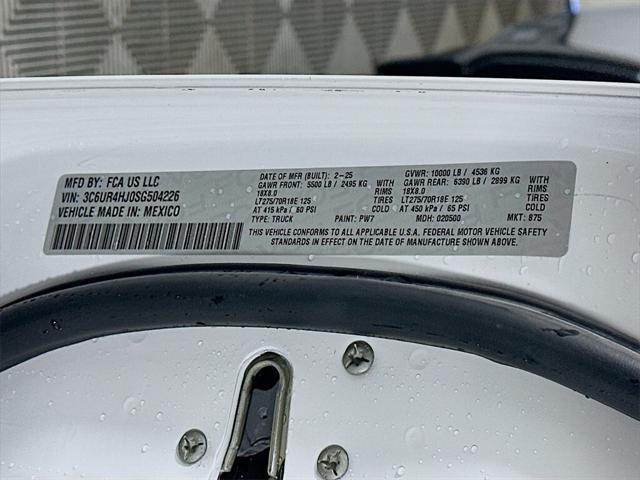 MFD BY: FCA US LLC
VIN: 3C6UR4HJ0SG504226
VEHICLE MADE IN: MEXICO
DATE OF MFR (BUILT): 2-25
GAWR FRONT: 5500 LB / 2495 KG
18X8.0
LT275/70R18E 125 TIRES
AT 415 kPa / 60 PSI COLD
TYPE: TRUCK PAINT: PW7
GVWR: 10000 LB / 4536 KG
GAWR REAR: 6390 LB / 2899 KG
18X8.0
LT275/70R18E 125 TIRES
AT 450 kPa / 65 PSI COLD
MDH: 020500 MKT: 875
THIS VEHICLE CONFORMS TO ALL APPLICABLE U.S.A. FEDERAL MOTOR VEHICLE SAFETY
STANDARDS IN EFFECT ON THE DATE OF MANUFACTURE SHOWN ABOVE.